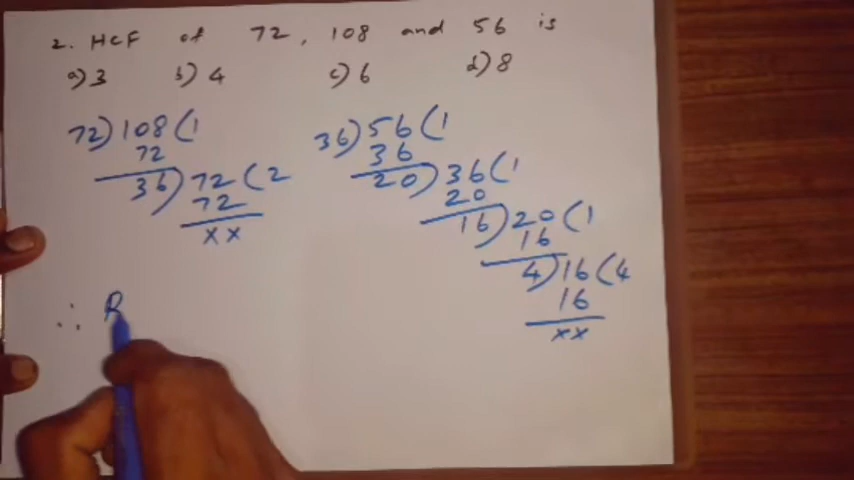 2. HCF of 72, 108 and 56 is
a) 3 b) 4 c) 6 d) 8
72) 108 (1
72
36) 72 (2
72
xx
36) 56 (1
36
20) 36 (1
20
16) 20 (1
16
4) 16 (4
16
xx
∴ R